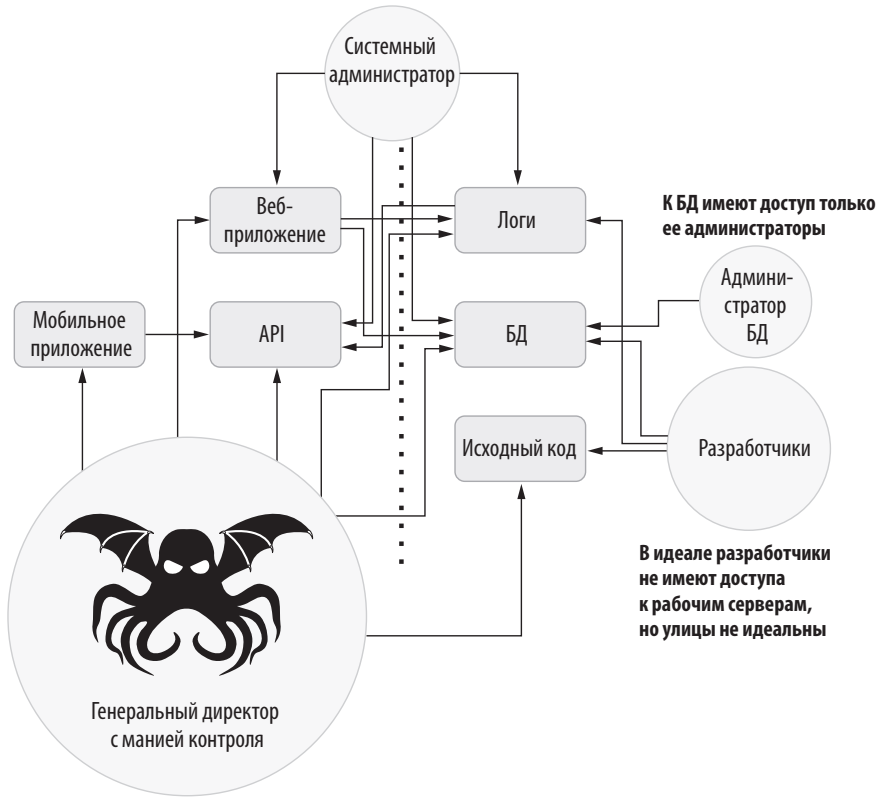 Системный
администратор
Веб-
приложение
Логи
К БД имеют доступ только
ее администраторы
Админи-
стратор
БД
Мобильное
приложение
API
БД
Исходный код
Разработчики
В идеале разработчики
не имеют доступа
к рабочим серверам,
но улицы не идеальны
Генеральный директор
с манией контроля